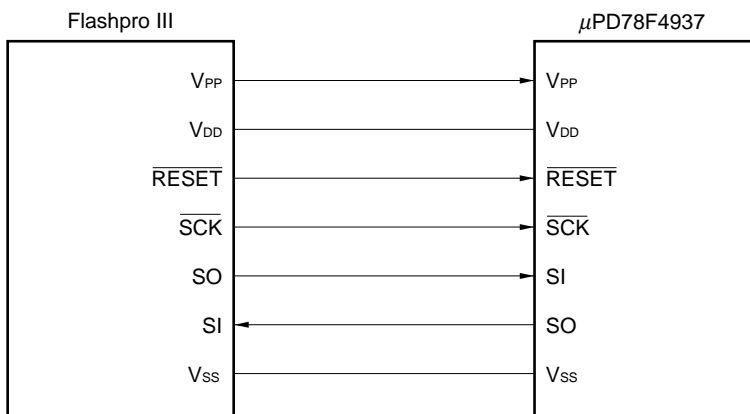 Flashpro III μPD78F4937
VPP VPP
VDD VDD
RESET RESET
SCK SCK
SO SI
SI SO
VSS VSS